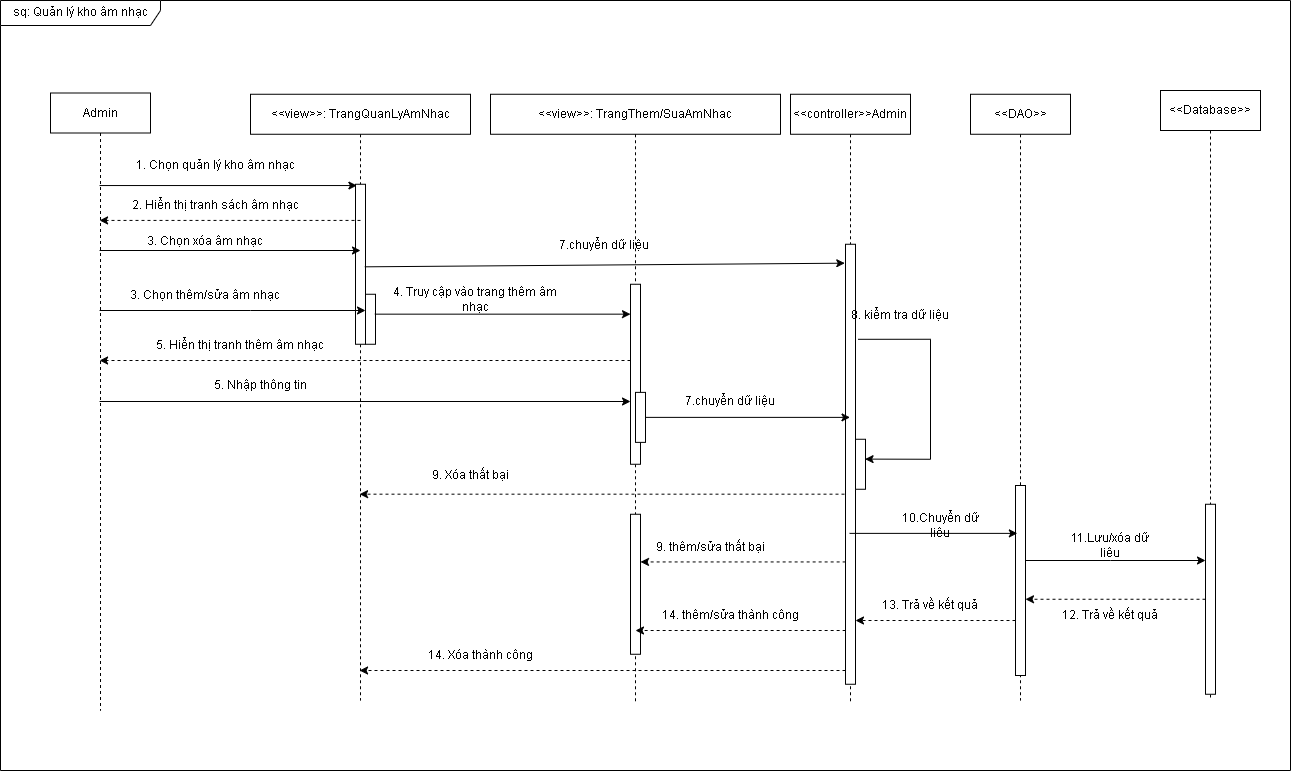 sq: Quản lý kho âm nhạc
Admin
<<view>>: TrangQuanLyAmNhac
<<view>>: TrangThem/SuaAmNhac
<<controller>>Admin
<<DAO>>
<<Database>>
1. Chọn quản lý kho âm nhạc
2. Hiển thị tranh sách âm nhạc
3. Chọn xóa âm nhạc
7.chuyển dữ liệu
3. Chọn thêm/sửa âm nhạc
4. Truy cập vào trang thêm âm
nhạc
8. kiểm tra dữ liệu
5. Hiển thị tranh thêm âm nhạc
5. Nhập thông tin
7.chuyển dữ liệu
9. Xóa thất bại
10.Chuyển dữ
liệu
11.Lưu/xóa dữ
liệu
9. thêm/sửa thất bại
13. Trả về kết quả
12. Trả về kết quả
14. thêm/sửa thành công
14. Xóa thành công